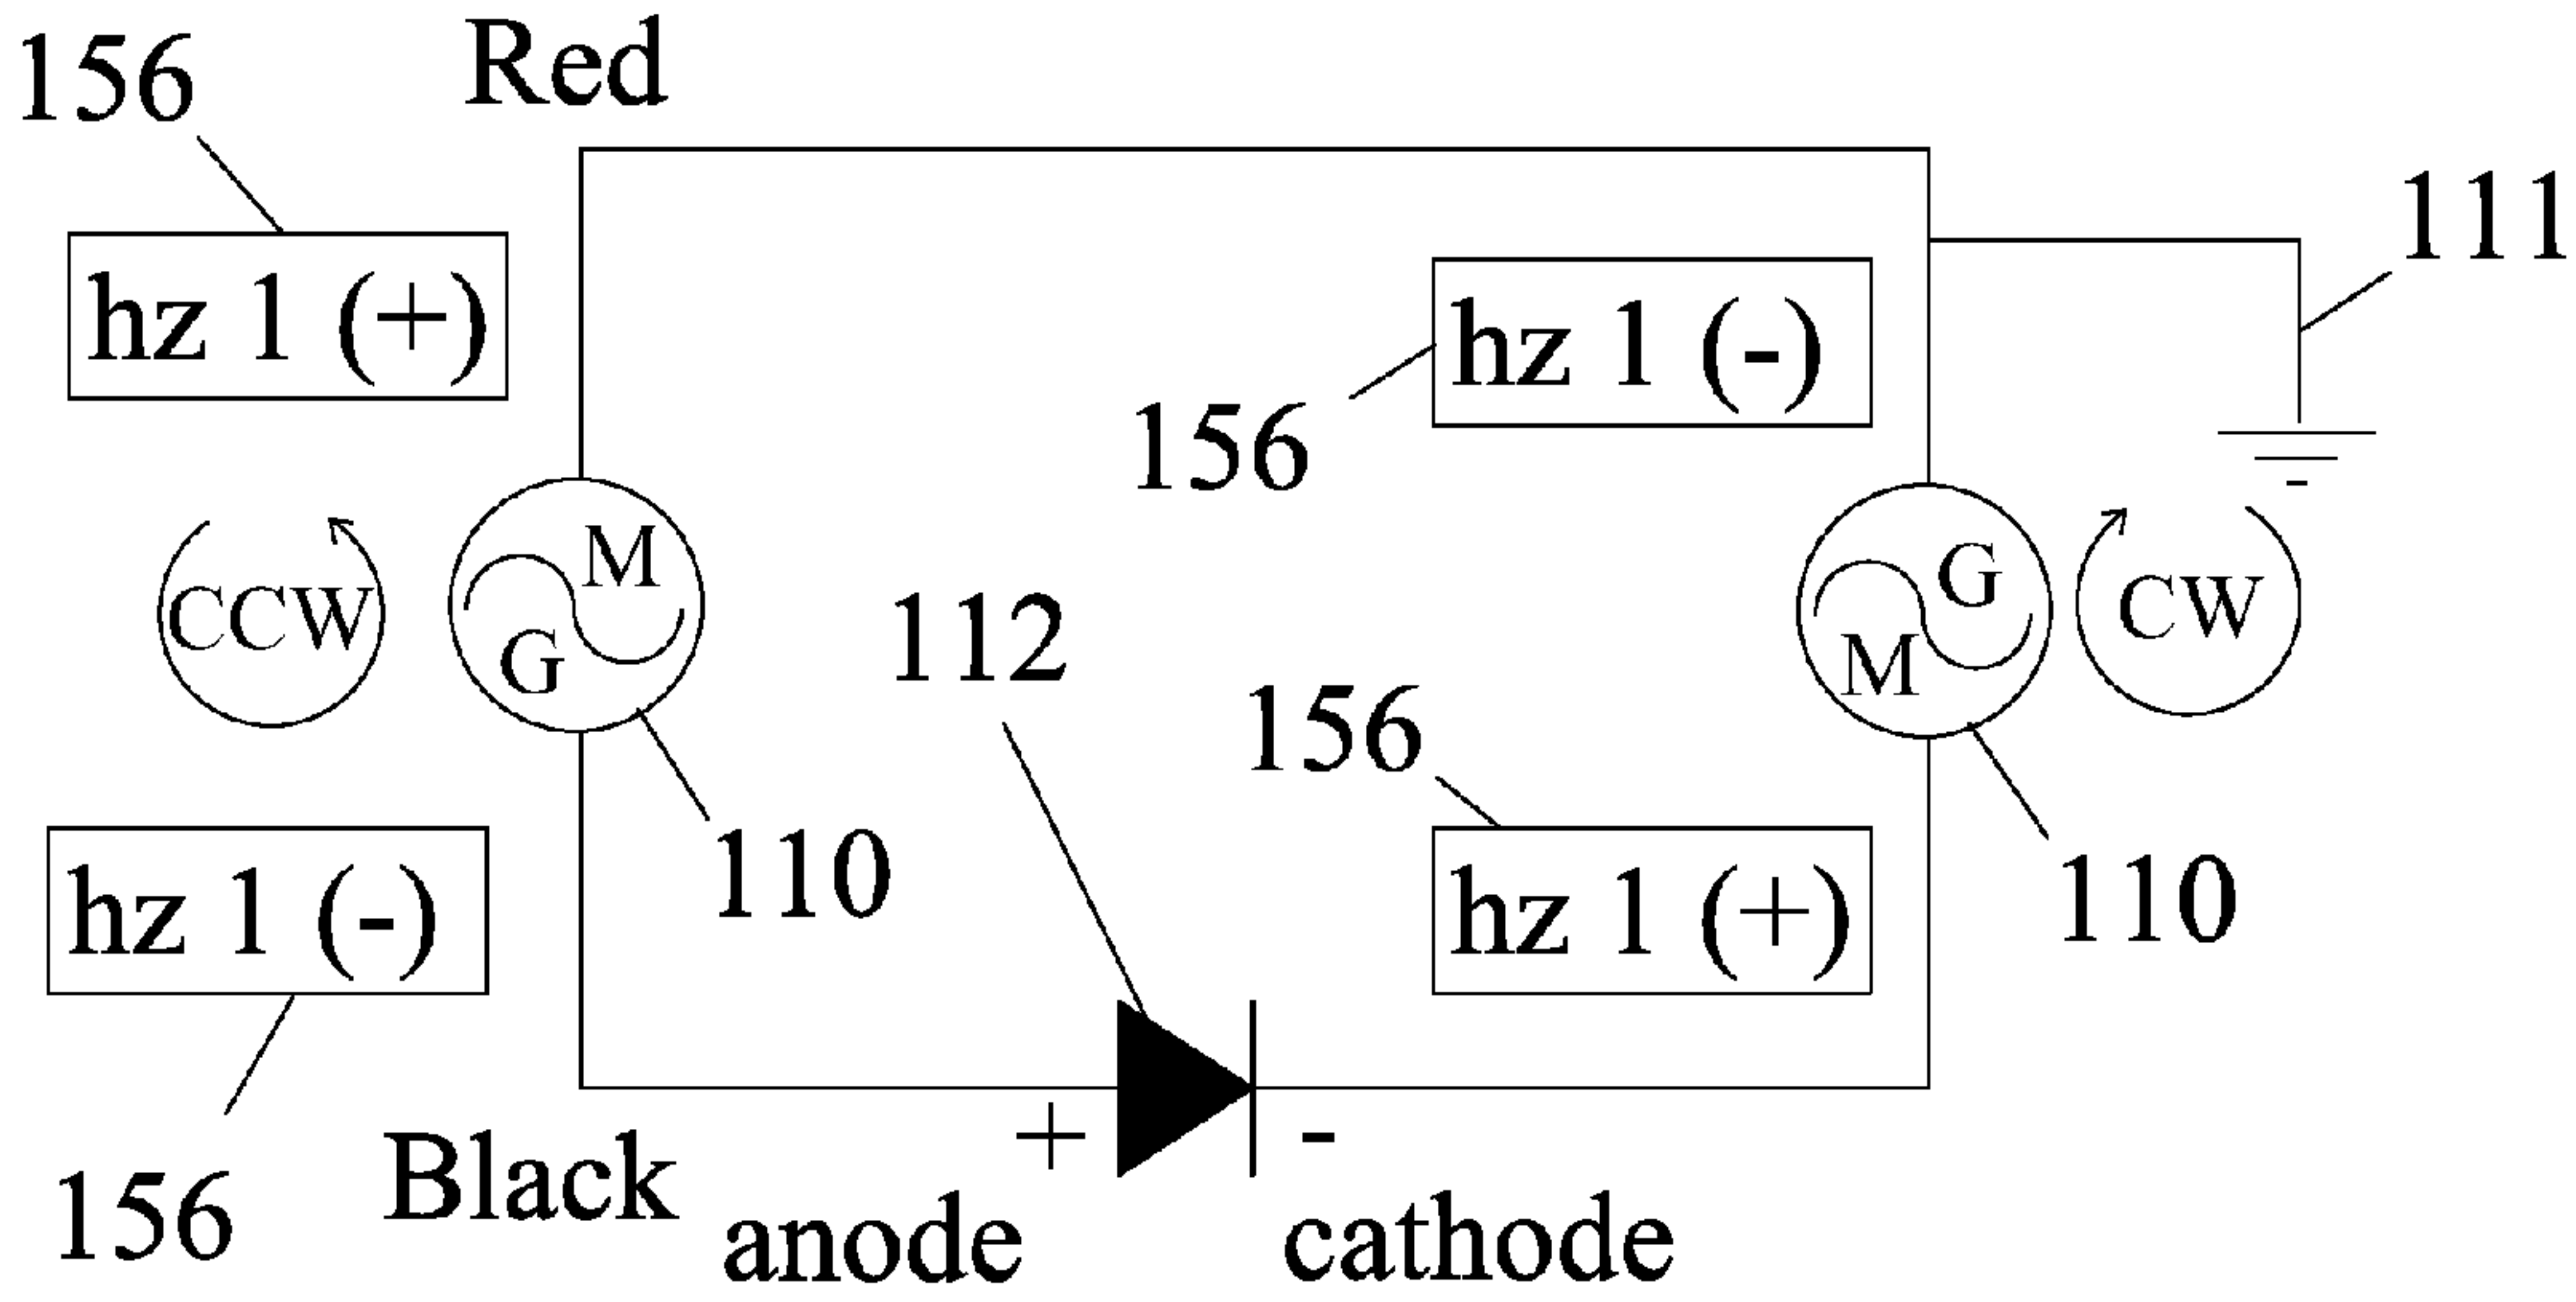 156
Red
111
hz 1 (+)
hz 1 (-)
156
M
G
CCW
G
M
CW
112
156
110
110
hz 1 (-)
hz 1 (+)
+
-
156
Black
anode
cathode